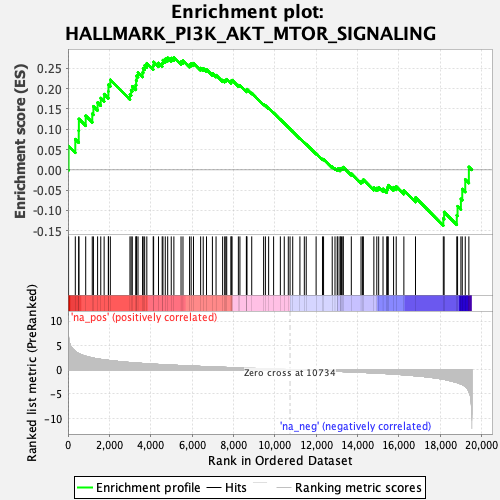 Enrichment plot:
HALLMARK_PI3K_AKT_MTOR_SIGNALING
Enrichment score (ES)
0.25
0.20
0.15
0.10
0.05
0.00
-0.05
-0.10
-0.15
'na_pos' (positively correlated)
Ranked list metric (PreRanked)
10
5
0
-5
-10
Zero cross at 10734
'na_neg' (negatively correlated)
0
2,000
4,000
6,000
8,000
10,000
12,000
14,000
16,000
18,000
20,000
Rank in Ordered Dataset
Enrichment profile
Hits
Ranking metric scores